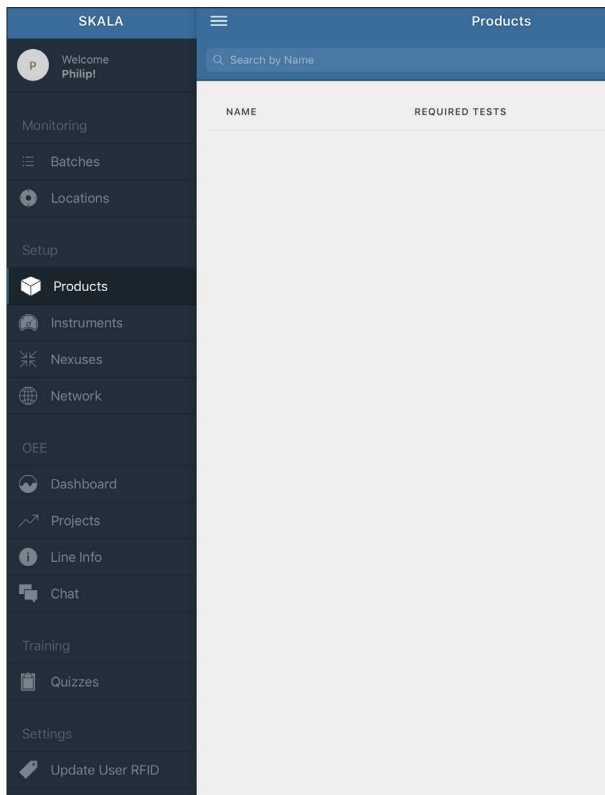 SKALA
P
Welcome
Philip!
Monitoring
Batches
Locations
Setup
Products
Instruments
Nexuses
Network
OEE
Dashboard
Projects
Line Info
Chat
Training
Quizzes
Settings
Update User RFID
Products
Search by Name
NAME REQUIRED TESTS